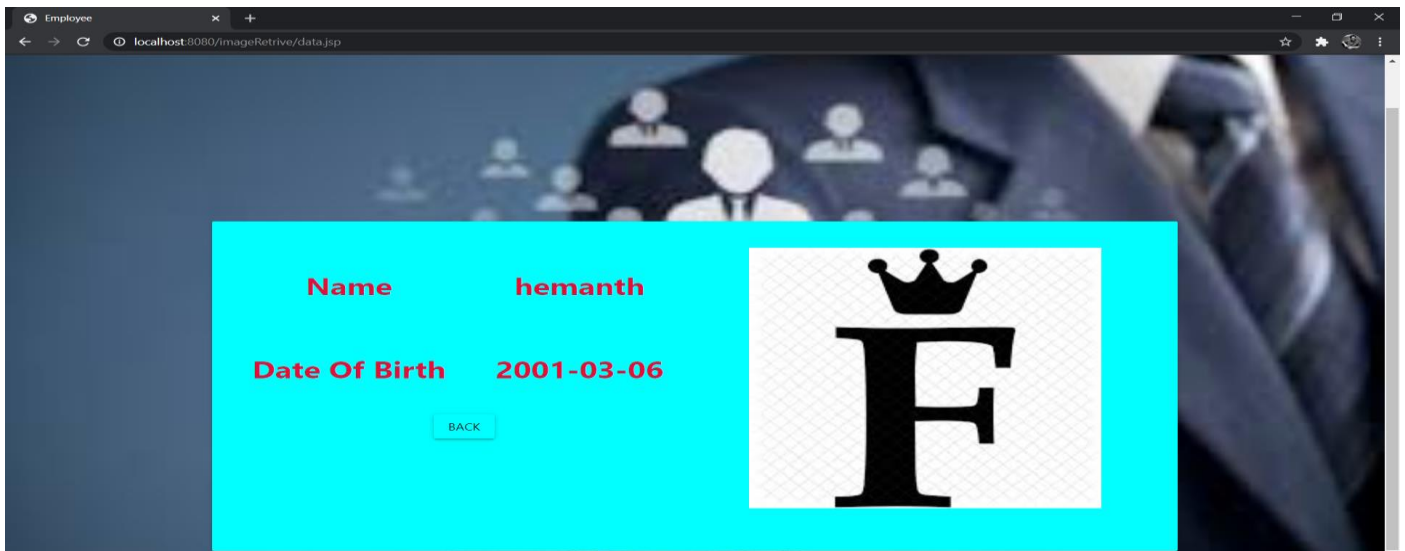 Employee
localhost:8080/imageRetrive/data.jsp
Name hemanth
Date Of Birth 2001-03-06
BACK
F